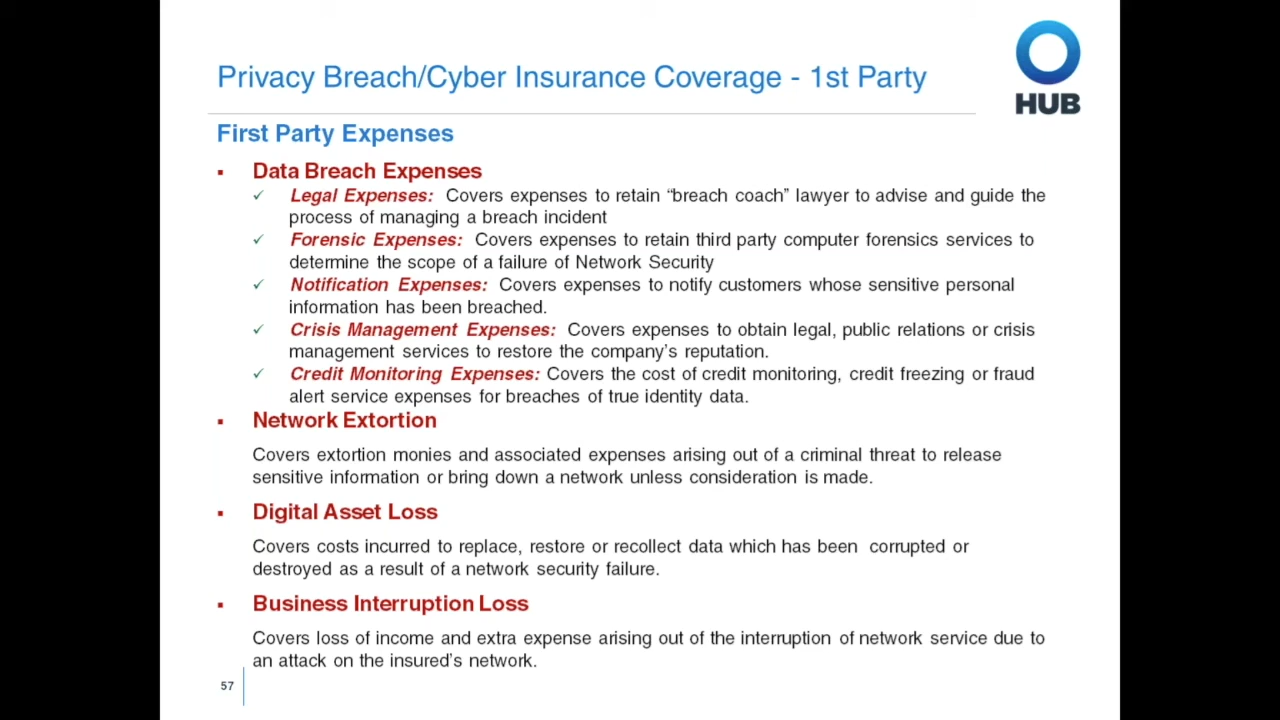 Privacy Breach/Cyber Insurance Coverage - 1st Party
HUB
First Party Expenses
▪ Data Breach Expenses
✓ Legal Expenses: Covers expenses to retain “breach coach” lawyer to advise and guide the
process of managing a breach incident
✓ Forensic Expenses: Covers expenses to retain third party computer forensics services to
determine the scope of a failure of Network Security
✓ Notification Expenses: Covers expenses to notify customers whose sensitive personal
information has been breached.
✓ Crisis Management Expenses: Covers expenses to obtain legal, public relations or crisis
management services to restore the company’s reputation.
✓ Credit Monitoring Expenses: Covers the cost of credit monitoring, credit freezing or fraud
alert service expenses for breaches of true identity data.
▪ Network Extortion
Covers extortion monies and associated expenses arising out of a criminal threat to release
sensitive information or bring down a network unless consideration is made.
▪ Digital Asset Loss
Covers costs incurred to replace, restore or recollect data which has been corrupted or
destroyed as a result of a network security failure.
▪ Business Interruption Loss
Covers loss of income and extra expense arising out of the interruption of network service due to
an attack on the insured’s network.
57